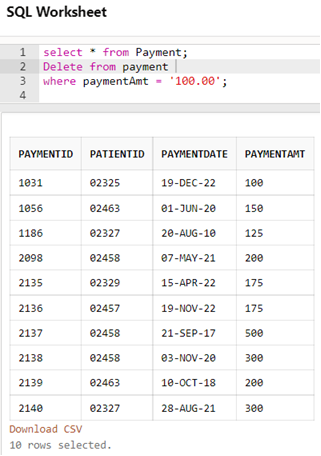 SQL Worksheet
1 select * from Payment;
2 Delete from payment
3 where paymentAmt = '100.00';
4
PAYMENTID PATIENTID PAYMENTDATE PAYMENTAMT
1031 02325 19-DEC-22 100
1056 02463 01-JUN-20 150
1186 02327 20-AUG-10 125
2098 02458 07-MAY-21 200
2135 02329 15-APR-22 175
2136 02457 19-NOV-22 175
2137 02458 21-SEP-17 500
2138 02458 03-NOV-20 300
2139 02463 10-OCT-18 200
2140 02327 28-AUG-21 300
Download CSV
10 rows selected.